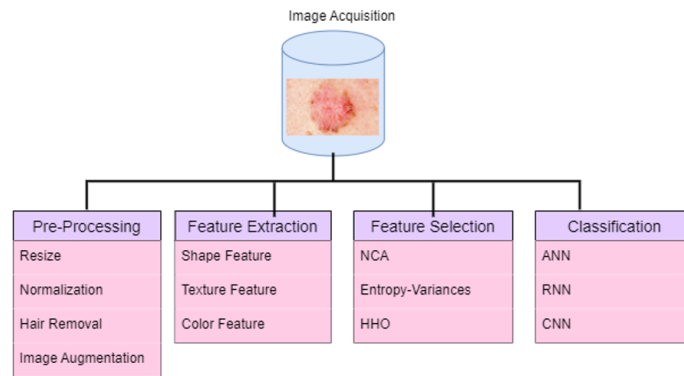 Image Acquisition
Pre-Processing
Resize
Normalization
Hair Removal
Image Augmentation
Feature Extraction
Shape Feature
Texture Feature
Color Feature
Feature Selection
NCA
Entropy-Variances
HHO
Classification
ANN
RNN
CNN